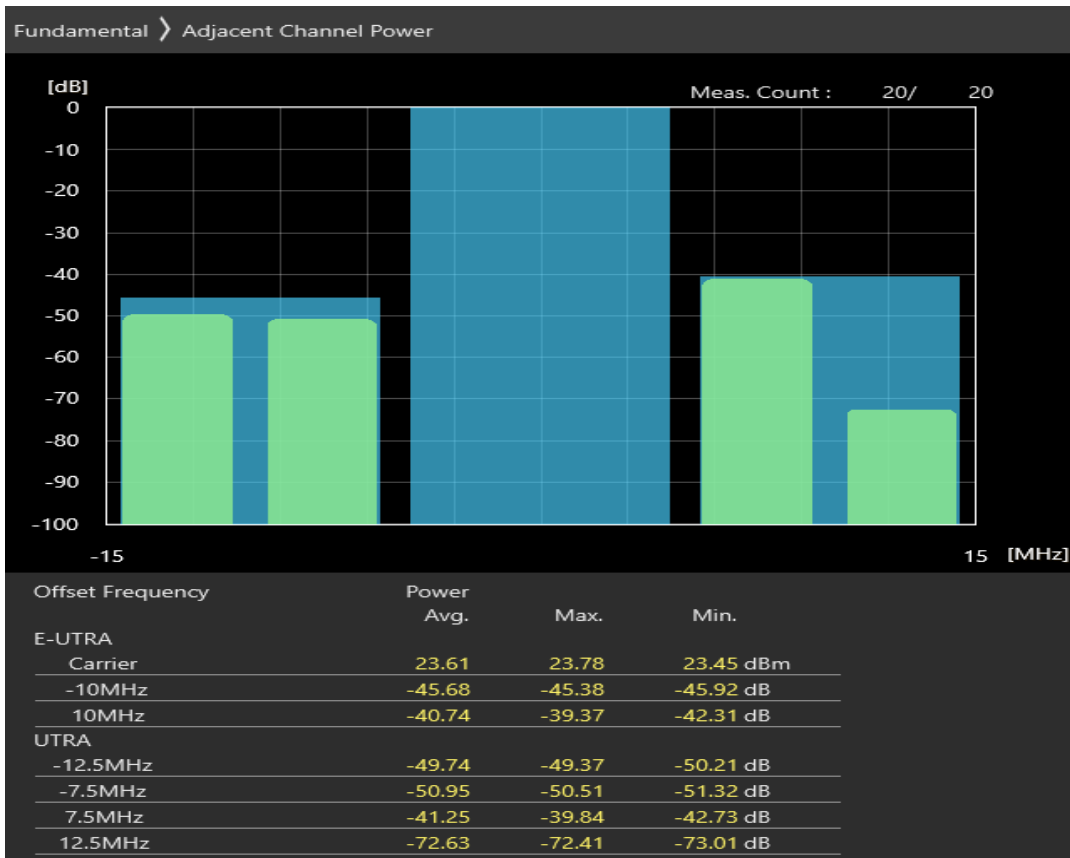 Fundamental 〉 Adjacent Channel Power
[dB]
Meas. Count : 20/ 20
0
-10
-20
-30
-40
-50
-60
-70
-80
-90
-100
-15 15 [MHz]
Offset Frequency Power
Avg. Max. Min.
E-UTRA
Carrier 23.61 23.78 23.45 dBm
-10MHz -45.68 -45.38 -45.92 dB
10MHz -40.74 -39.37 -42.31 dB
UTRA
-12.5MHz -49.74 -49.37 -50.21 dB
-7.5MHz -50.95 -50.51 -51.32 dB
7.5MHz -41.25 -39.84 -42.73 dB
12.5MHz -72.63 -72.41 -73.01 dB